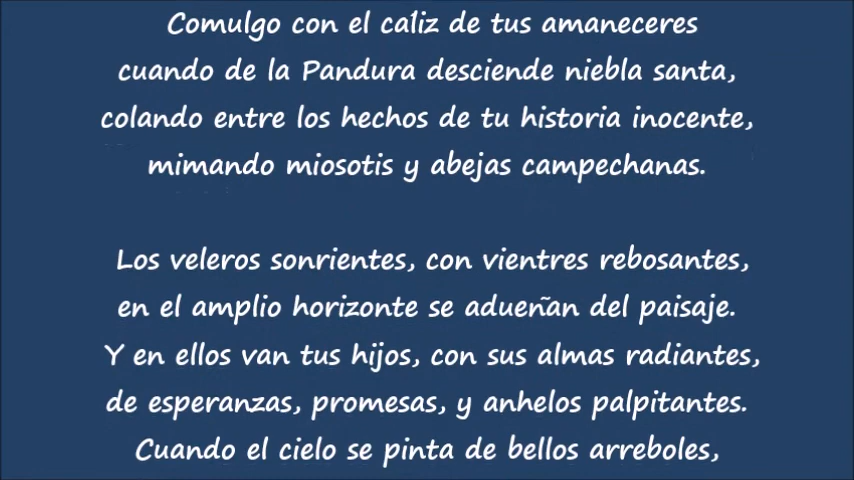 Comulgo con el cáliz de tus amaneceres
cuando de la Pandura desciende niebla santa,
colando entre los hechos de tu historia inocente,
mimando miosotis y abejas campechanas.
Los veleros sonrientes, con vientres rebosantes,
en el amplio horizonte se adueñan del paisaje.
Y en ellos van tus hijos, con sus almas radiantes,
de esperanzas, promesas, y anhelos palpitantes.
Cuando el cielo se pinta de bellos arreboles,